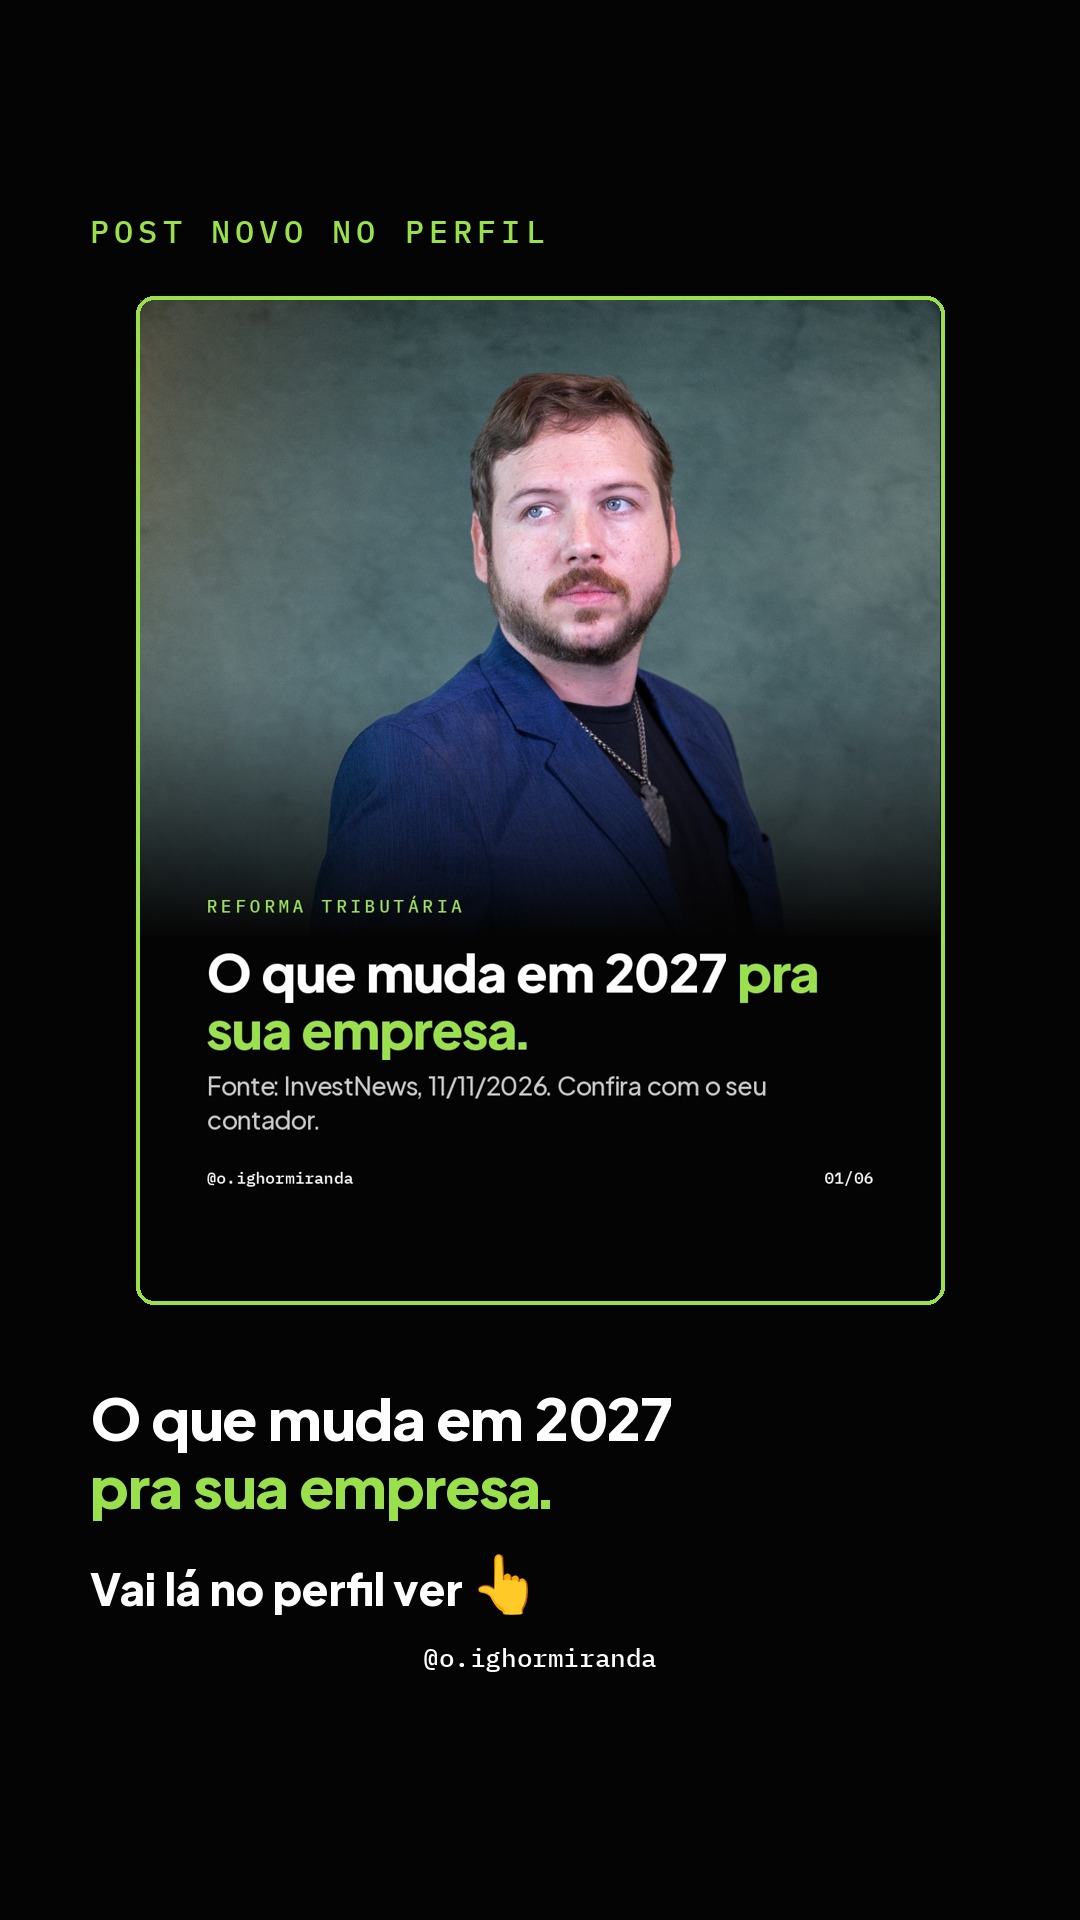 POST NOVO NO PERFIL
REFORMA TRIBUTÁRIA
O que muda em 2027 pra
sua empresa.
Fonte: InvestNews, 11/11/2026. Confira com o seu
contador.
@o.ighormiranda
01/06
O que muda em 2027
pra sua empresa.
Vai lá no perfil ver 👆
@o.ighormiranda